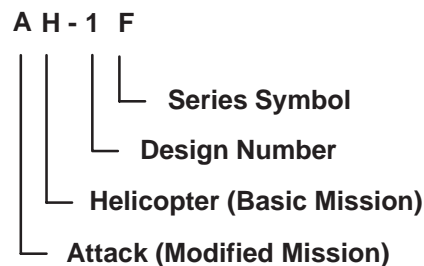 A H - 1 F
Series Symbol
Design Number
Helicopter (Basic Mission)
Attack (Modified Mission)